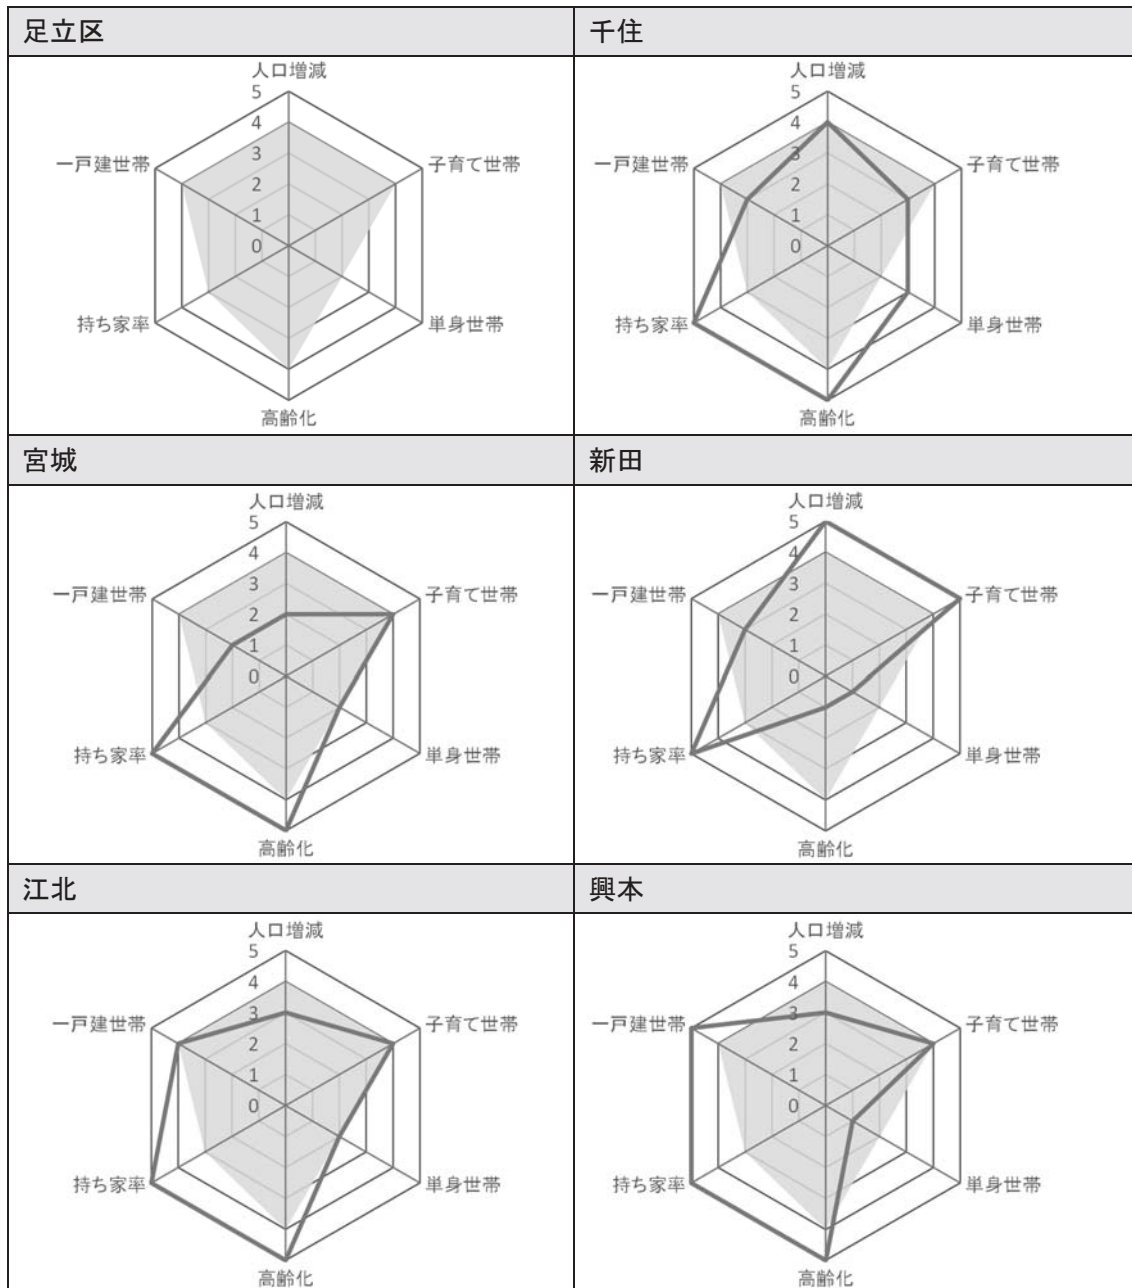 足立区
人口増減
5
4
3
2
1
0
一戸建世帯
子育て世帯
持ち家率
単身世帯
高齢化
千住
人口増減
5
4
3
2
1
0
一戸建世帯
子育て世帯
持ち家率
単身世帯
高齢化
宮城
人口増減
5
4
3
2
1
0
一戸建世帯
子育て世帯
持ち家率
単身世帯
高齢化
新田
人口増減
5
4
3
2
1
0
一戸建世帯
子育て世帯
持ち家率
単身世帯
高齢化
江北
人口増減
5
4
3
2
1
0
一戸建世帯
子育て世帯
持ち家率
単身世帯
高齢化
興本
人口増減
5
4
3
2
1
0
一戸建世帯
子育て世帯
持ち家率
単身世帯
高齢化